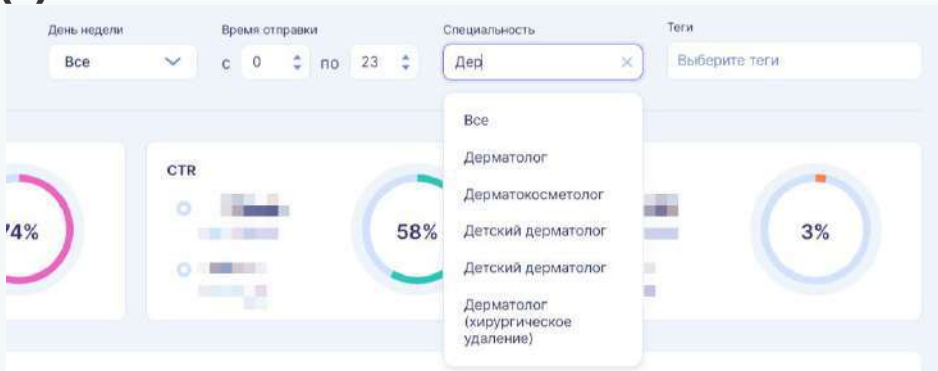 День недели
Время отправки
Специальность
Теги
Все
с 0 по 23
Дер
Выберите теги
Все
Дерматолог
Дерматокосметолог
Детский дерматолог
Детский дерматолог
Дерматолог
(хирургическое
удаление)
CTR
74%
58%
3%